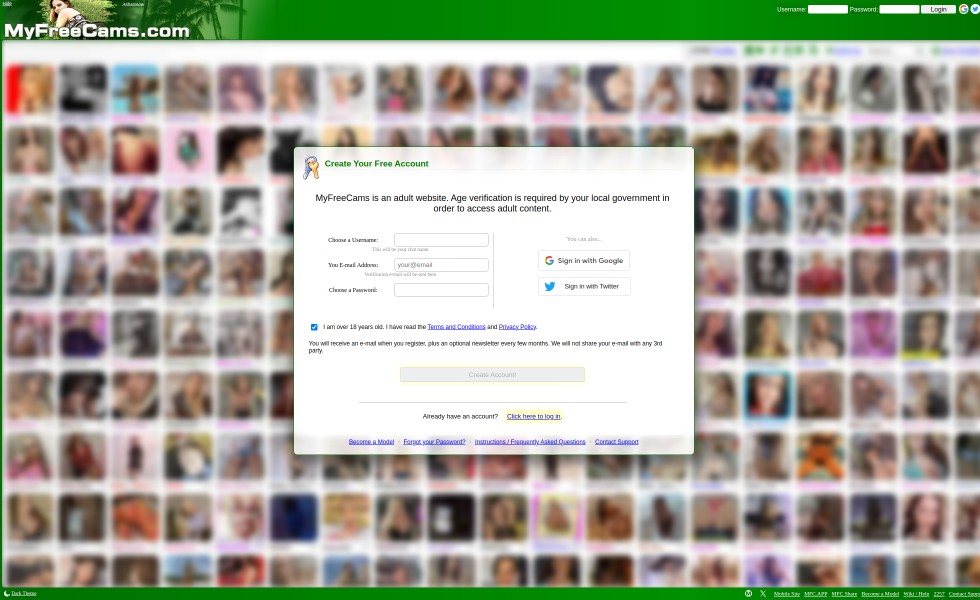 Hide
Ashaduxxx
Username:
Password:
Login
MyFreeCams.com
Create Your Free Account
MyFreeCams is an adult website. Age verification is required by your local government in
order to access adult content.
Choose a Username:
This will be your chat name.
You E-mail Address:
your@email
Verification e-mail will be sent here.
Choose a Password:
You can also...
Sign in with Google
Sign in with Twitter
I am over 18 years old. I have read the Terms and Conditions and Privacy Policy.
You will receive an e-mail when you register, plus an optional newsletter every few months. We will not share your e-mail with any 3rd
party.
Create Account!
Already have an account? Click here to log in.
Become a Model - Forgot your Password? - Instructions / Frequently Asked Questions - Contact Support
Dark Theme
Mobile Site MFC.APP MFC Share Become a Model Wiki / Help 2257 Contact